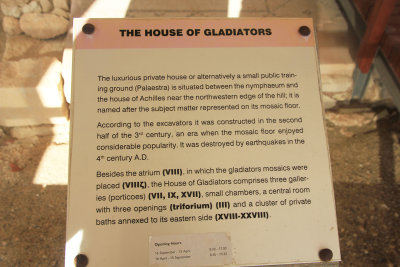 THE HOUSE OF GLADIATORS
The luxurious private house or alternatively a small public train-
ing ground (Palaestra) is situated between the nymphaeum and
the house of Achilles near the northwestern edge of the hill; it is
named after the subject matter represented on its mosaic floor.
According to the excavators it was constructed in the second
half of the 3rd century, an era when the mosaic floor enjoyed
considerable popularity. It was destroyed by earthquakes in the
4th century A.D.
Besides the atrium (VIII), in which the gladiators mosaics were
placed (VIIIζ), the House of Gladiators comprises three galler-
ies (porticoes) (VII, IX, XVII), small chambers, a central room
with three openings (triforium) (III) and a cluster of private
baths annexed to its eastern side (XVIII-XXVIII).
Opening Hours